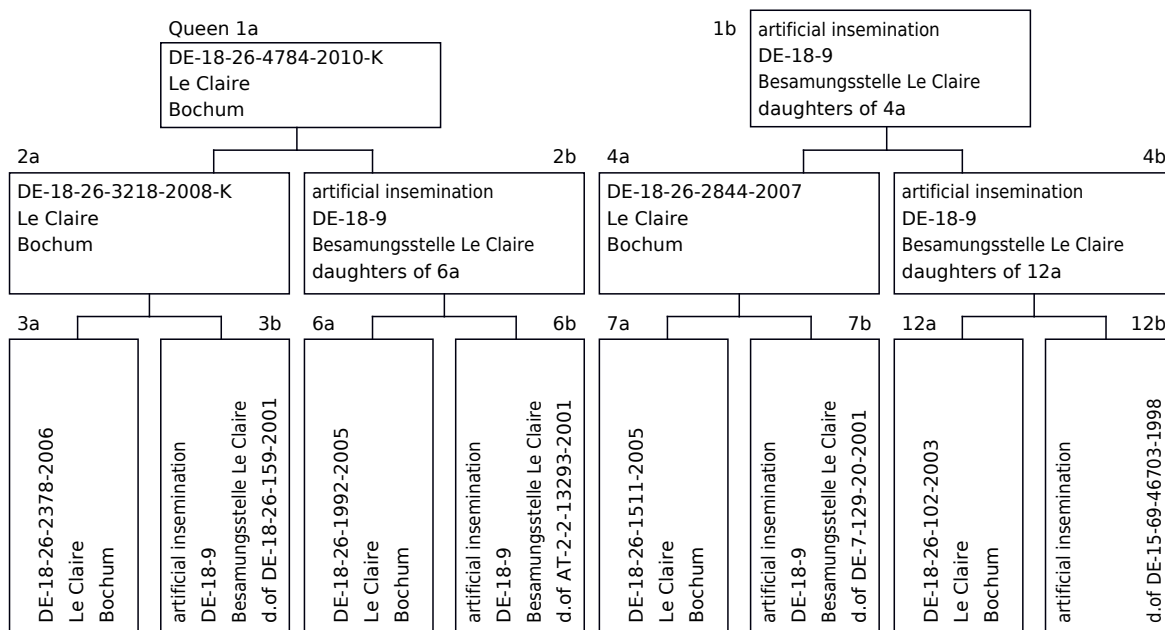 Queen 1a
DE-18-26-4784-2010-K
Le Claire
Bochum
1b
artificial insemination
DE-18-9
Besamungsstelle Le Claire
daughters of 4a
2a
DE-18-26-3218-2008-K
Le Claire
Bochum
2b
artificial insemination
DE-18-9
Besamungsstelle Le Claire
daughters of 6a
4a
DE-18-26-2844-2007
Le Claire
Bochum
4b
artificial insemination
DE-18-9
Besamungsstelle Le Claire
daughters of 12a
3a
DE-18-26-2378-2006
Le Claire
Bochum
3b
artificial insemination
DE-18-9
Besamungsstelle Le Claire
d.of DE-18-26-159-2001
6a
DE-18-26-1992-2005
Le Claire
Bochum
6b
artificial insemination
DE-18-9
Besamungsstelle Le Claire
d.of AT-2-2-13293-2001
7a
DE-18-26-1511-2005
Le Claire
Bochum
7b
artificial insemination
DE-18-9
Besamungsstelle Le Claire
d.of DE-7-129-20-2001
12a
DE-18-26-102-2003
Le Claire
Bochum
12b
artificial insemination
d.of DE-15-69-46703-1998